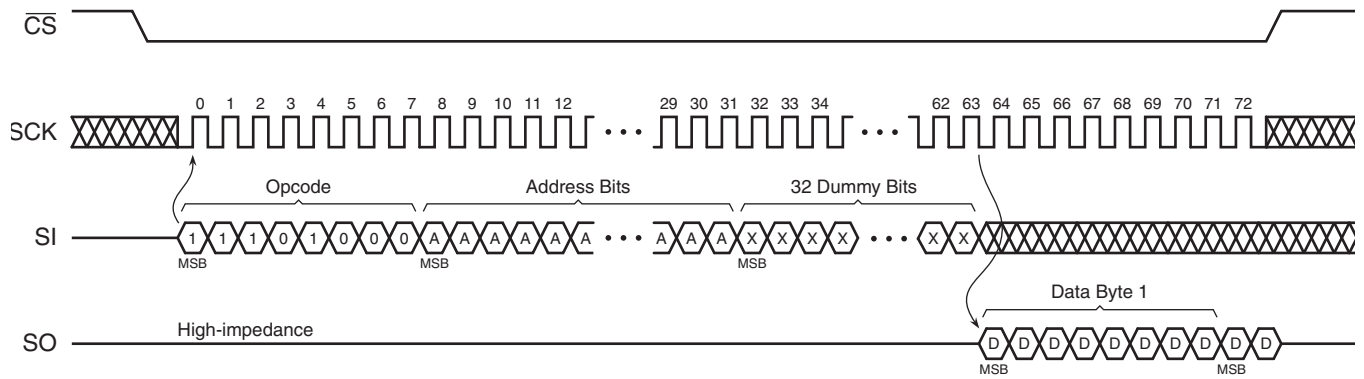 CS
0 1 2 3 4 5 6 7 8 9 10 11 12 29 30 31 32 33 34 62 63 64 65 66 67 68 69 70 71 72
SCK
Opcode Address Bits 32 Dummy Bits
SI 1 1 1 0 1 0 0 0 A A A A A A A A A X X X X X X
MSB MSB MSB
Data Byte 1
High-impedance
SO D D D D D D D D D D
MSB MSB